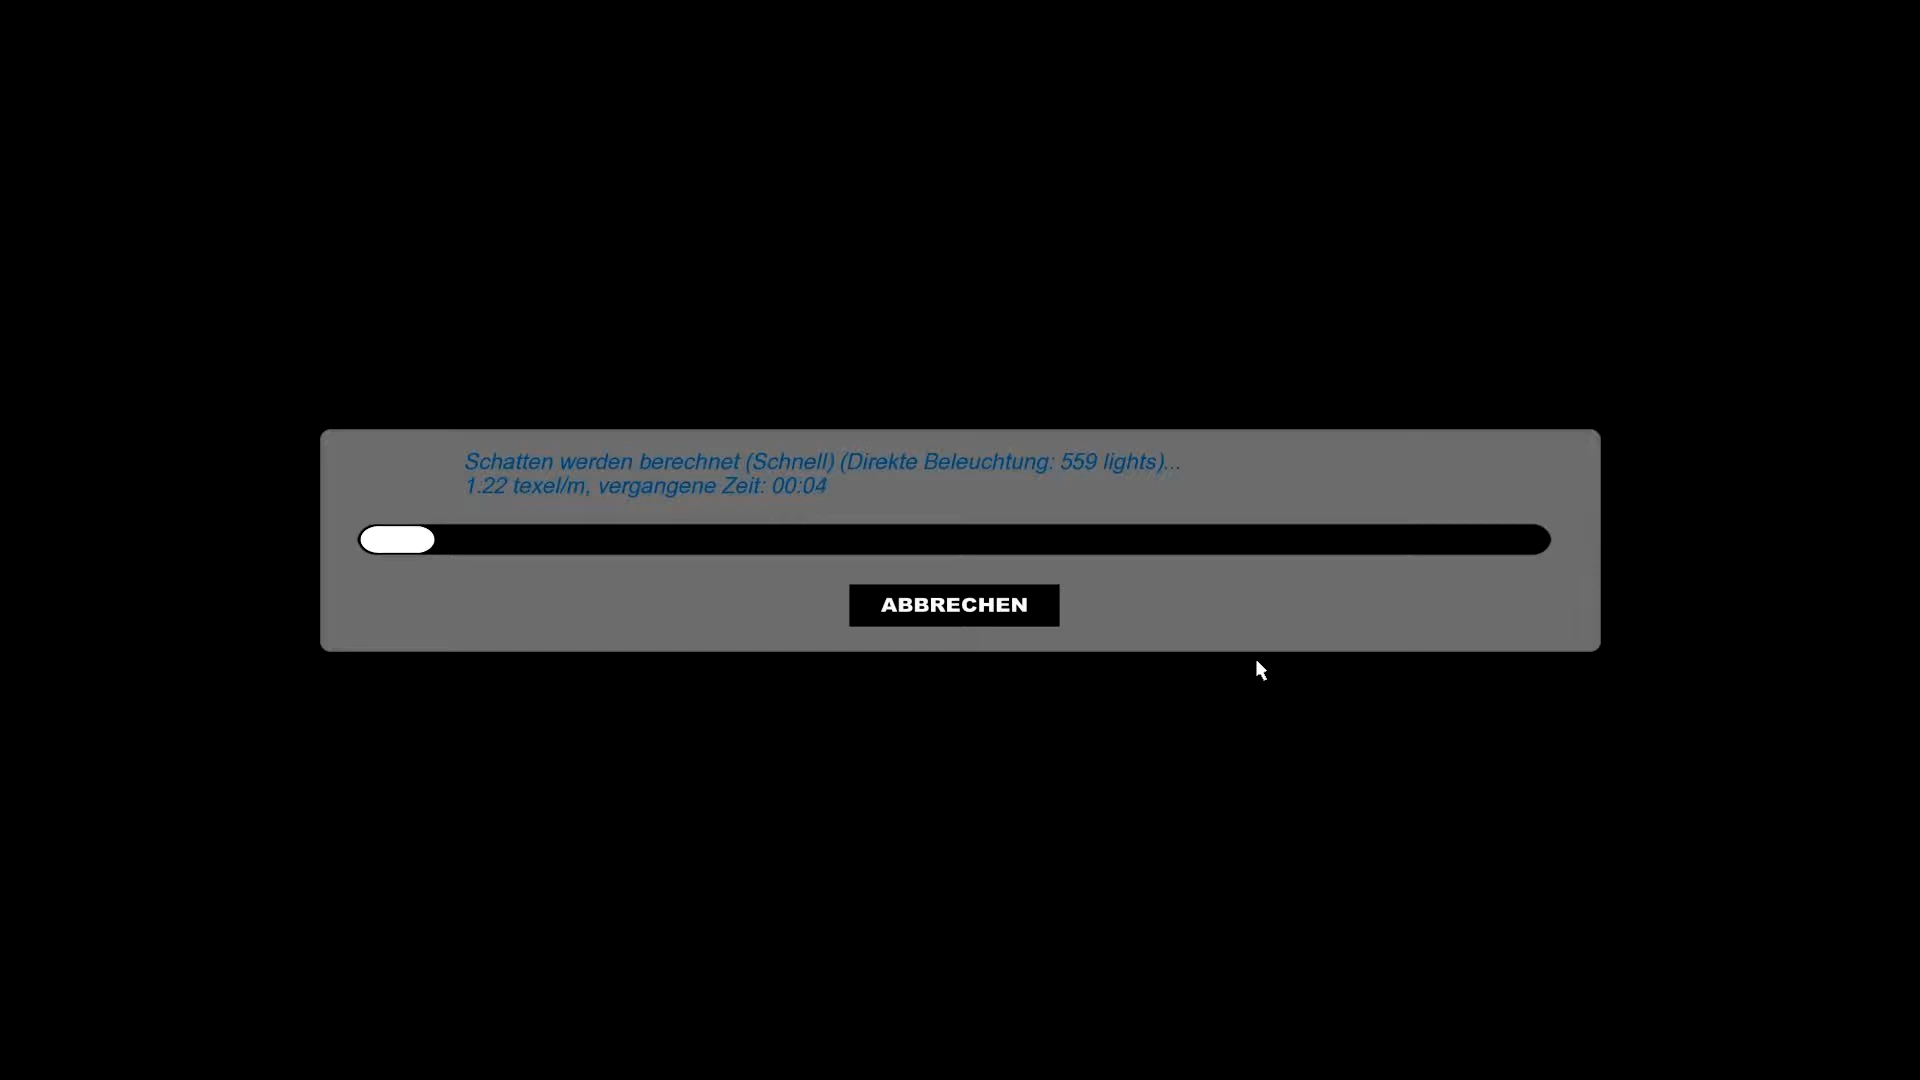 Schatten werden berechnet (Schnell) (Direkte Beleuchtung: 559 lights)...
1.22 texel/m, vergangene Zeit: 00:04
ABBRECHEN